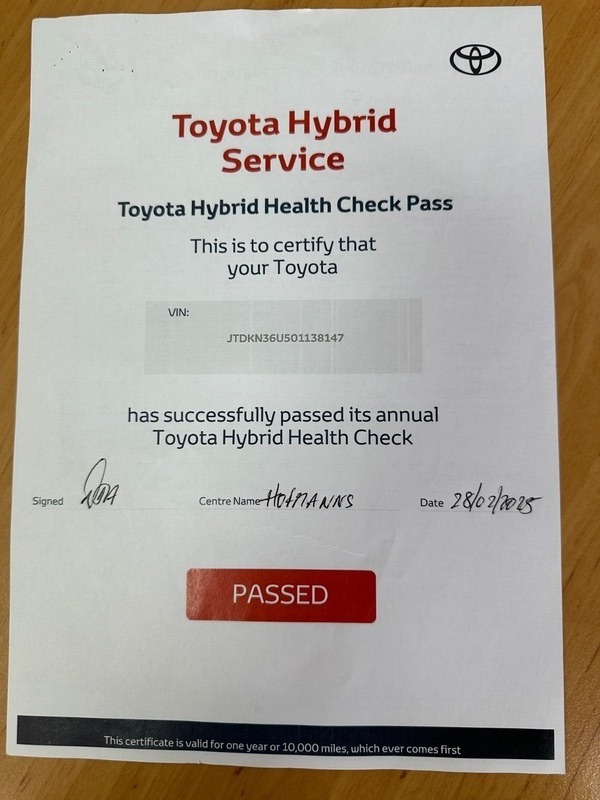 Toyota Hybrid
Service
Toyota Hybrid Health Check Pass
This is to certify that
your Toyota
VIN:
JTDKN36U501138147
has successfully passed its annual
Toyota Hybrid Health Check
Signed Centre Name HOFMANNS Date 28/02/2025
PASSED
This certificate is valid for one year or 10,000 miles, which ever comes first